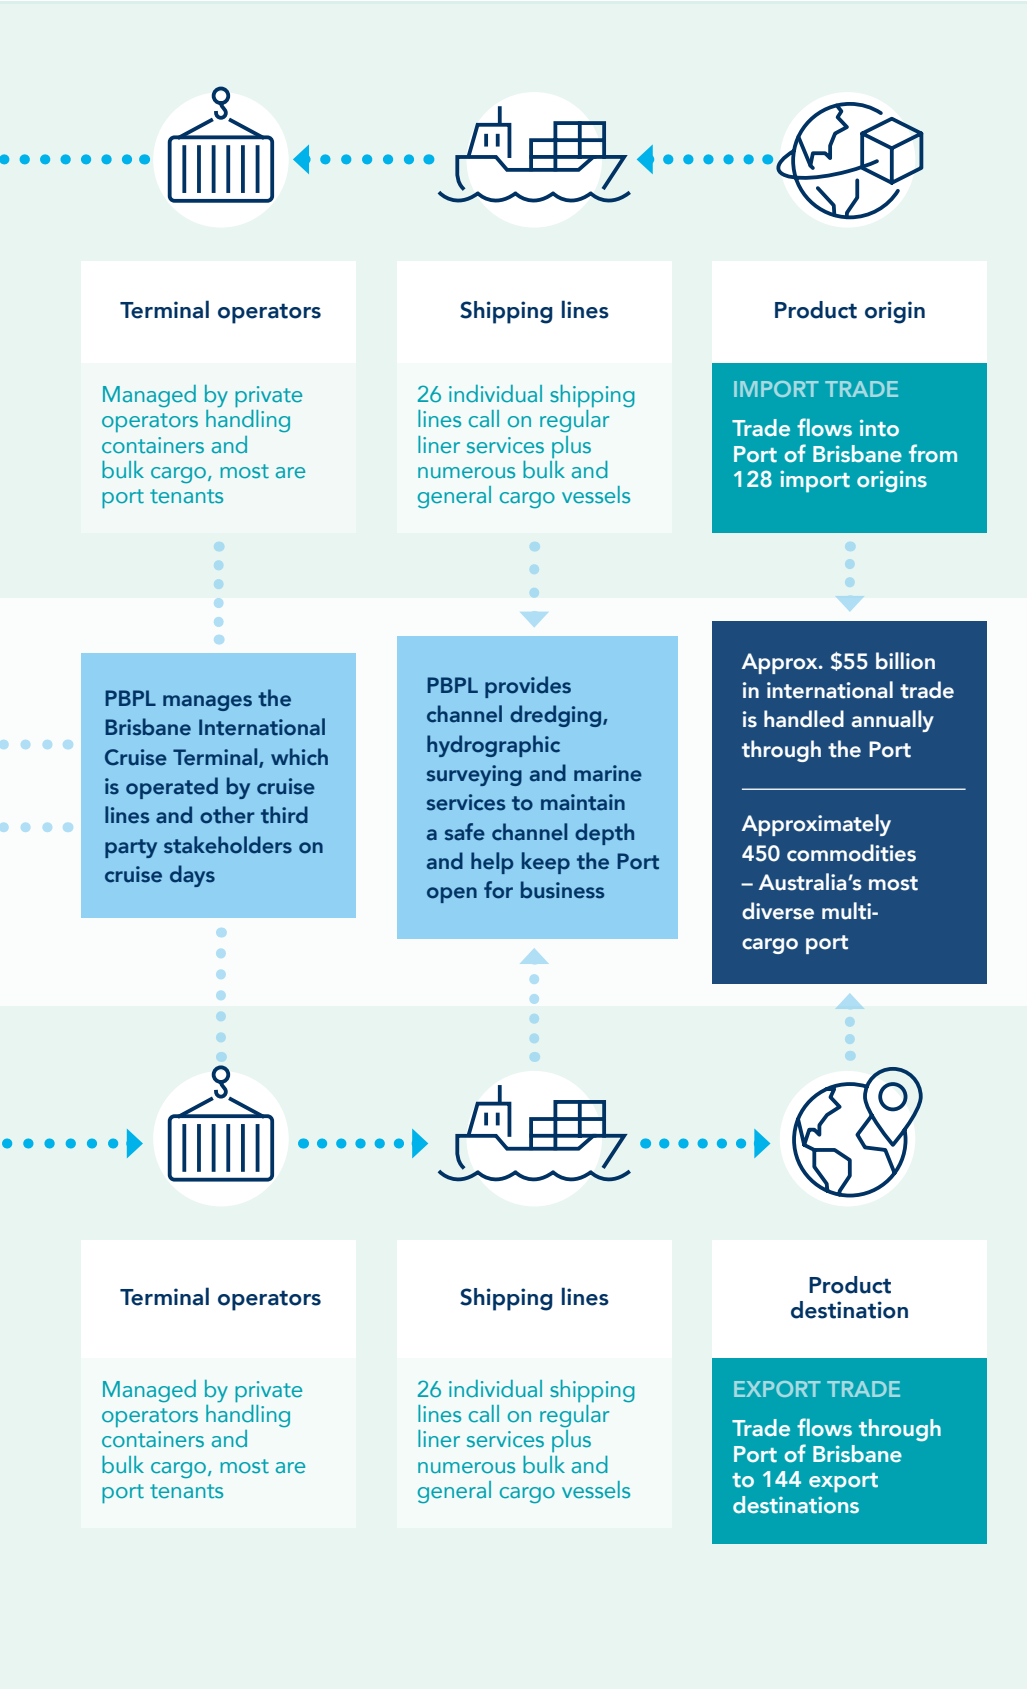 Terminal operators
Managed by private
operators handling
containers and
bulk cargo, most are
port tenants
Shipping lines
26 individual shipping
lines call on regular
liner services plus
numerous bulk and
general cargo vessels
Product origin
IMPORT TRADE
Trade flows into
Port of Brisbane from
128 import origins
PBPL manages the
Brisbane International
Cruise Terminal, which
is operated by cruise
lines and other third
party stakeholders on
cruise days
PBPL provides
channel dredging,
hydrographic
surveying and marine
services to maintain
a safe channel depth
and help keep the Port
open for business
Approx. $55 billion
in international trade
is handled annually
through the Port
Approximately
450 commodities
– Australia’s most
diverse multi-
cargo port
Terminal operators
Managed by private
operators handling
containers and
bulk cargo, most are
port tenants
Shipping lines
26 individual shipping
lines call on regular
liner services plus
numerous bulk and
general cargo vessels
Product
destination
EXPORT TRADE
Trade flows through
Port of Brisbane
to 144 export
destinations